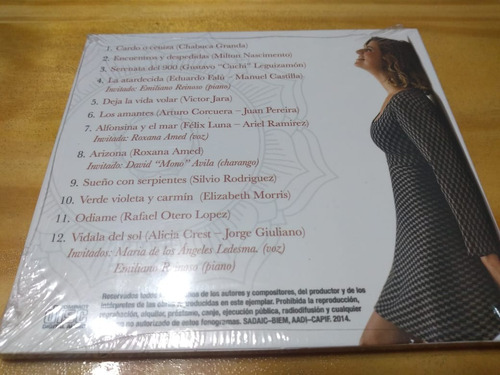 1. Cardo o ceniza (Chabuca Granda)
2. Encuentros y despedidas (Milton Nascimento)
3. Serenata del 900 (Gustavo "Cuchi" Leguizamón)
4. La atardecida (Eduardo Falú – Manuel Castilla)
Invitado: Emiliano Reinoso (piano)
5. Deja la vida volar (Victor Jara)
6. Los amantes (Arturo Corcuera – Juan Pereira)
7. Alfonsina y el mar (Félix Luna – Ariel Ramírez)
Invitada: Roxana Amed (voz)
8. Arizona (Roxana Amed)
Invitado: David "Mono" Avila (charango)
9. Sueño con serpientes (Silvio Rodriguez)
10. Verde violeta y carmín (Elizabeth Morris)
11. Odiame (Rafael Otero Lopez)
12. Vidala del sol (Alicia Crest – Jorge Giuliano)
Invitados: María de los Ángeles Ledesma. (voz)
Emiliano Reinoso (piano)
Reservados todos derechos de los autores y compositores, del productor y de los
intérpretes de las obras reproducidas en este ejemplar. Prohibida la reproducción,
reprobación, alquiler, préstamo, canje, ejecución pública, radiodifusión y cualquier
no autorizado de estos fonogramas. SADAIC-BIEM, AADI-CAPIF. 2014.